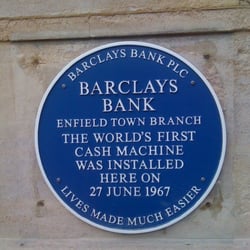 BARCLAYS BANK PLC
BARCLAYS
BANK
ENFIELD TOWN BRANCH
THE WORLD'S FIRST
CASH MACHINE
WAS INSTALLED
HERE ON
27 JUNE 1967
LIVES MADE MUCH EASIER